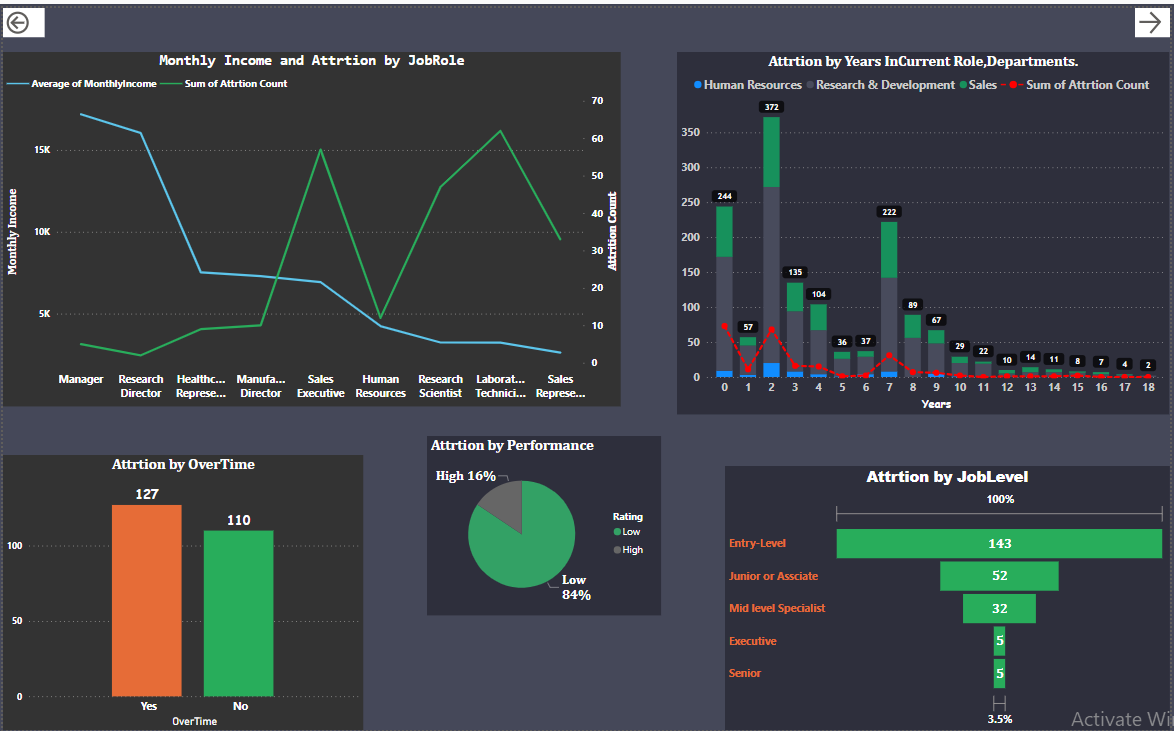 Monthly Income and Attrtion by JobRole
Average of MonthlyIncome Sum of Attrtion Count
Monthly Income
15K
10K
5K
70
60
50
40
30
20
10
0
Attrition Count
Manager Research Director Healthc... Represe... Manufa... Director Sales Executive Human Resources Research Scientist Laborat... Technici... Sales Represe...
Attrtion by Years InCurrent Role,Departments.
Human Resources Research & Development Sales Sum of Attrtion Count
350
300
250
200
150
100
50
0
244 57 372 135 104 36 37 222 89 67 29 22 10 14 11 8 7 4 2
0 1 2 3 4 5 6 7 8 9 10 11 12 13 14 15 16 17 18
Years
Attrtion by OverTime
127
110
100
50
0
Yes No
OverTime
Attrtion by Performance
High 16%
Low
84%
Rating
Low
High
Attrtion by JobLevel
100%
Entry-Level 143
Junior or Assciate 52
Mid level Specialist 32
Executive 5
Senior 5
3.5%
Activate Wi